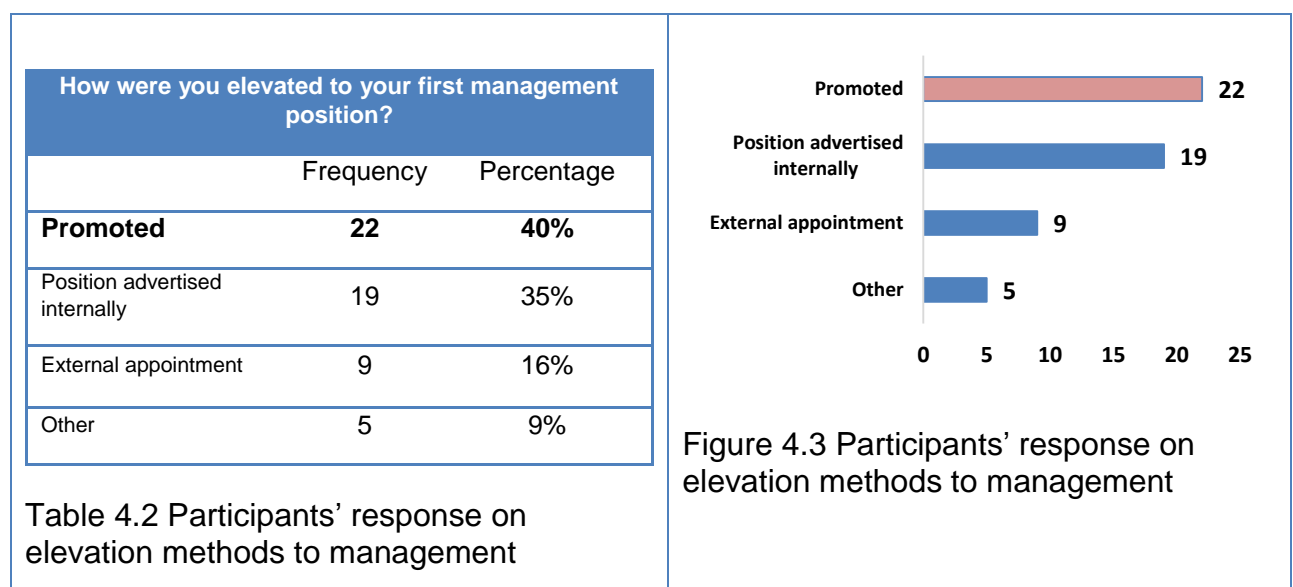 How were you elevated to your first management
position?
Frequency Percentage
Promoted 22 40%
Position advertised
internally 19 35%
External appointment 9 16%
Other 5 9%
Table 4.2 Participants’ response on
elevation methods to management
Promoted 22
Position advertised
internally 19
External appointment 9
Other 5
0 5 10 15 20 25
Figure 4.3 Participants’ response on
elevation methods to management